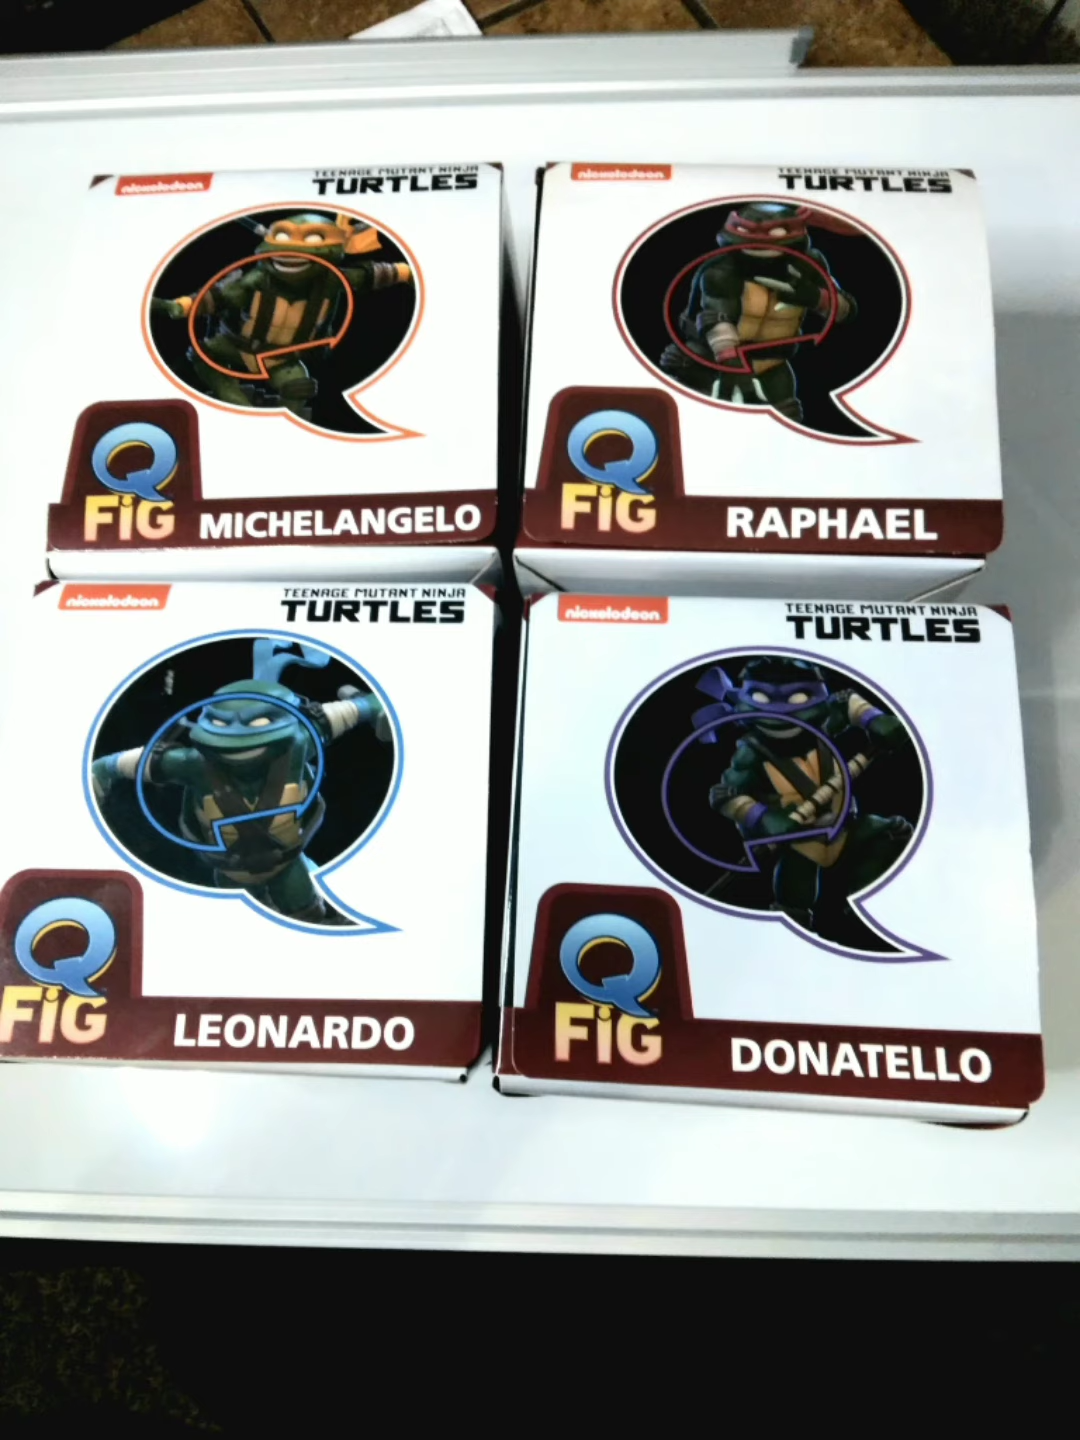 nickelodeon
TEENAGE MUTANT NINJA
TURTLES
Q
FiG
MICHELANGELO
nickelodeon
TEENAGE MUTANT NINJA
TURTLES
Q
FiG
RAPHAEL
nickelodeon
TEENAGE MUTANT NINJA
TURTLES
Q
FiG
LEONARDO
nickelodeon
TEENAGE MUTANT NINJA
TURTLES
Q
FiG
DONATELLO